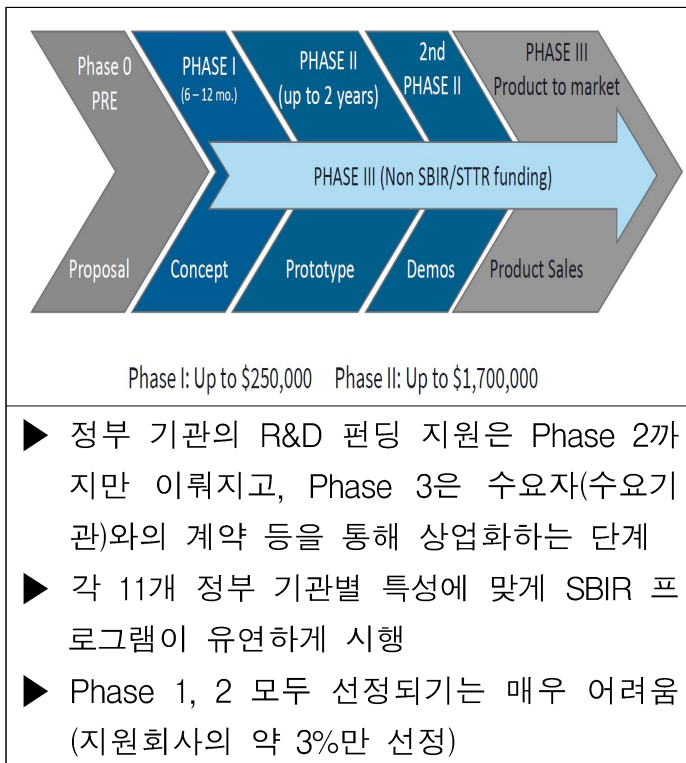 Phase 0
PRE
PHASE I
(6 – 12 mo.)
PHASE II
(up to 2 years)
2nd
PHASE II
PHASE III
Product to market
PHASE III (Non SBIR/STTR funding)
Proposal
Concept
Prototype
Demos
Product Sales
Phase I: Up to $250,000 Phase II: Up to $1,700,000
▶ 정부 기관의 R&D 펀딩 지원은 Phase 2까
지만 이뤄지고, Phase 3은 수요자(수요기
관)와의 계약 등을 통해 상업화하는 단계
▶ 각 11개 정부 기관별 특성에 맞게 SBIR 프
로그램이 유연하게 시행
▶ Phase 1, 2 모두 선정되기는 매우 어려움
(지원회사의 약 3%만 선정)